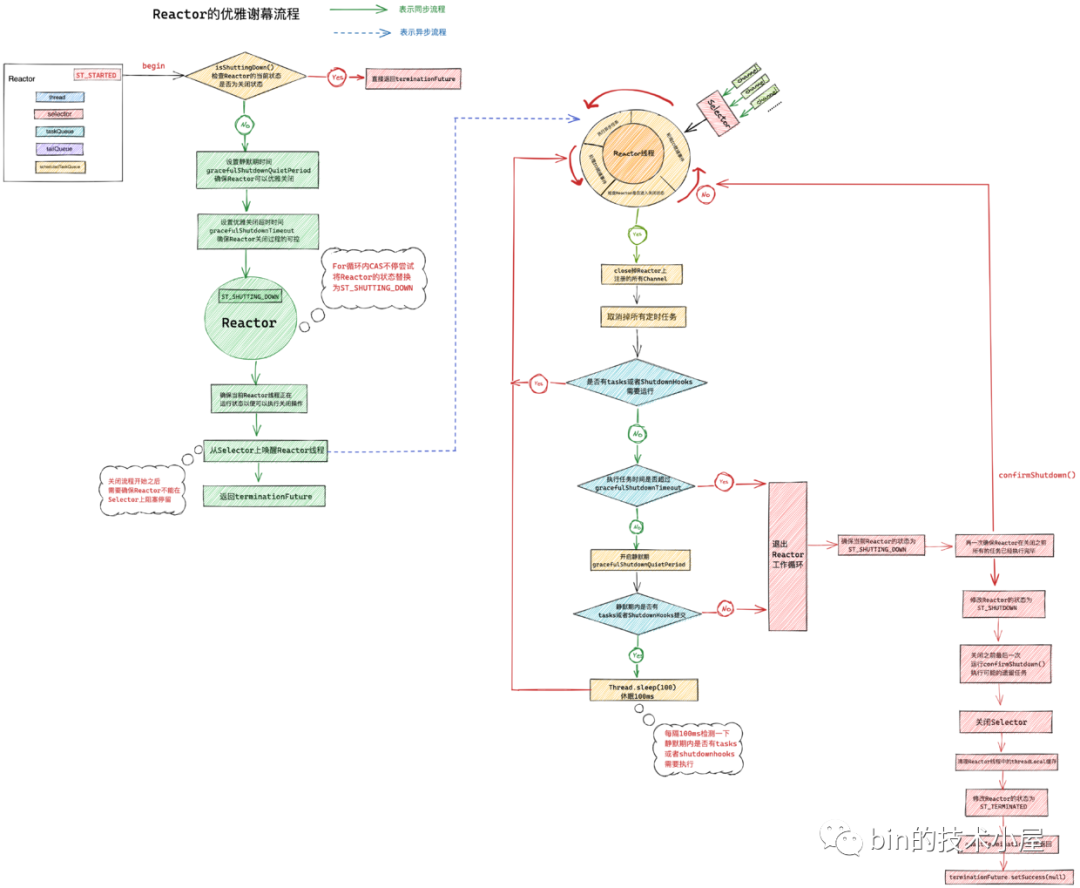 Reactor的优雅谢幕流程
表示同步流程
表示异步流程
Reactor
ST_STARTED
thread
selector
taskQueue
tailQueue
scheduledTaskQueue
begin
isShuttingDown()
检查Reactor的当前状态
是否为关闭状态
Yes
直接返回terminationFuture
No
设置静默期时间
gracefulShutdownQuietPeriod
确保Reactor可以优雅关闭
设置优雅关闭超时时间
gracefulShutdownTimeout
确保Reactor关闭过程的可控
For循环内CAS不停尝试
将Reactor的状态替换
为ST_SHUTTING_DOWN
ST_SHUTTING_DOWN
Reactor
确保当前Reactor线程正在
运行状态以便可以执行关闭操作
从Selector上唤醒Reactor线程
关闭流程开始之后
需要确保Reactor不能在
Selector上阻塞停留
返回terminationFuture
Channel
Channel
Channel
......
Selector
Reactor线程
No
Yes
close掉Reactor上
注册的所有Channel
取消掉所有定时任务
是否有tasks或者ShutdownHooks
需要运行
Yes
No
执行任务时间是否超过
gracefulShutdownTimeout
Yes
No
开启静默期
gracefulShutdownQuietPeriod
静默期内是否有
tasks或者ShutdownHooks提交
No
Yes
Thread.sleep(100)
休眠100ms
每隔100ms检测一下
静默期内是否有tasks
或者shutdownhooks
需要执行
退出
Reactor
工作循环
确保当前Reactor的状态为
ST_SHUTTING_DOWN
confirmShutdown()
再一次确保Reactor在关闭之前
所有的任务已经执行完毕
修改Reactor的状态为
ST_SHUTDOWN
关闭之前最后一次
运行confirmShutdown()
执行可能的遗留任务
关闭Selector
清理Reactor线程中的threadLocal缓存
修改Reactor的状态为
ST_TERMINATED
bin的技术小屋
terminationFuture.setSuccess(null)